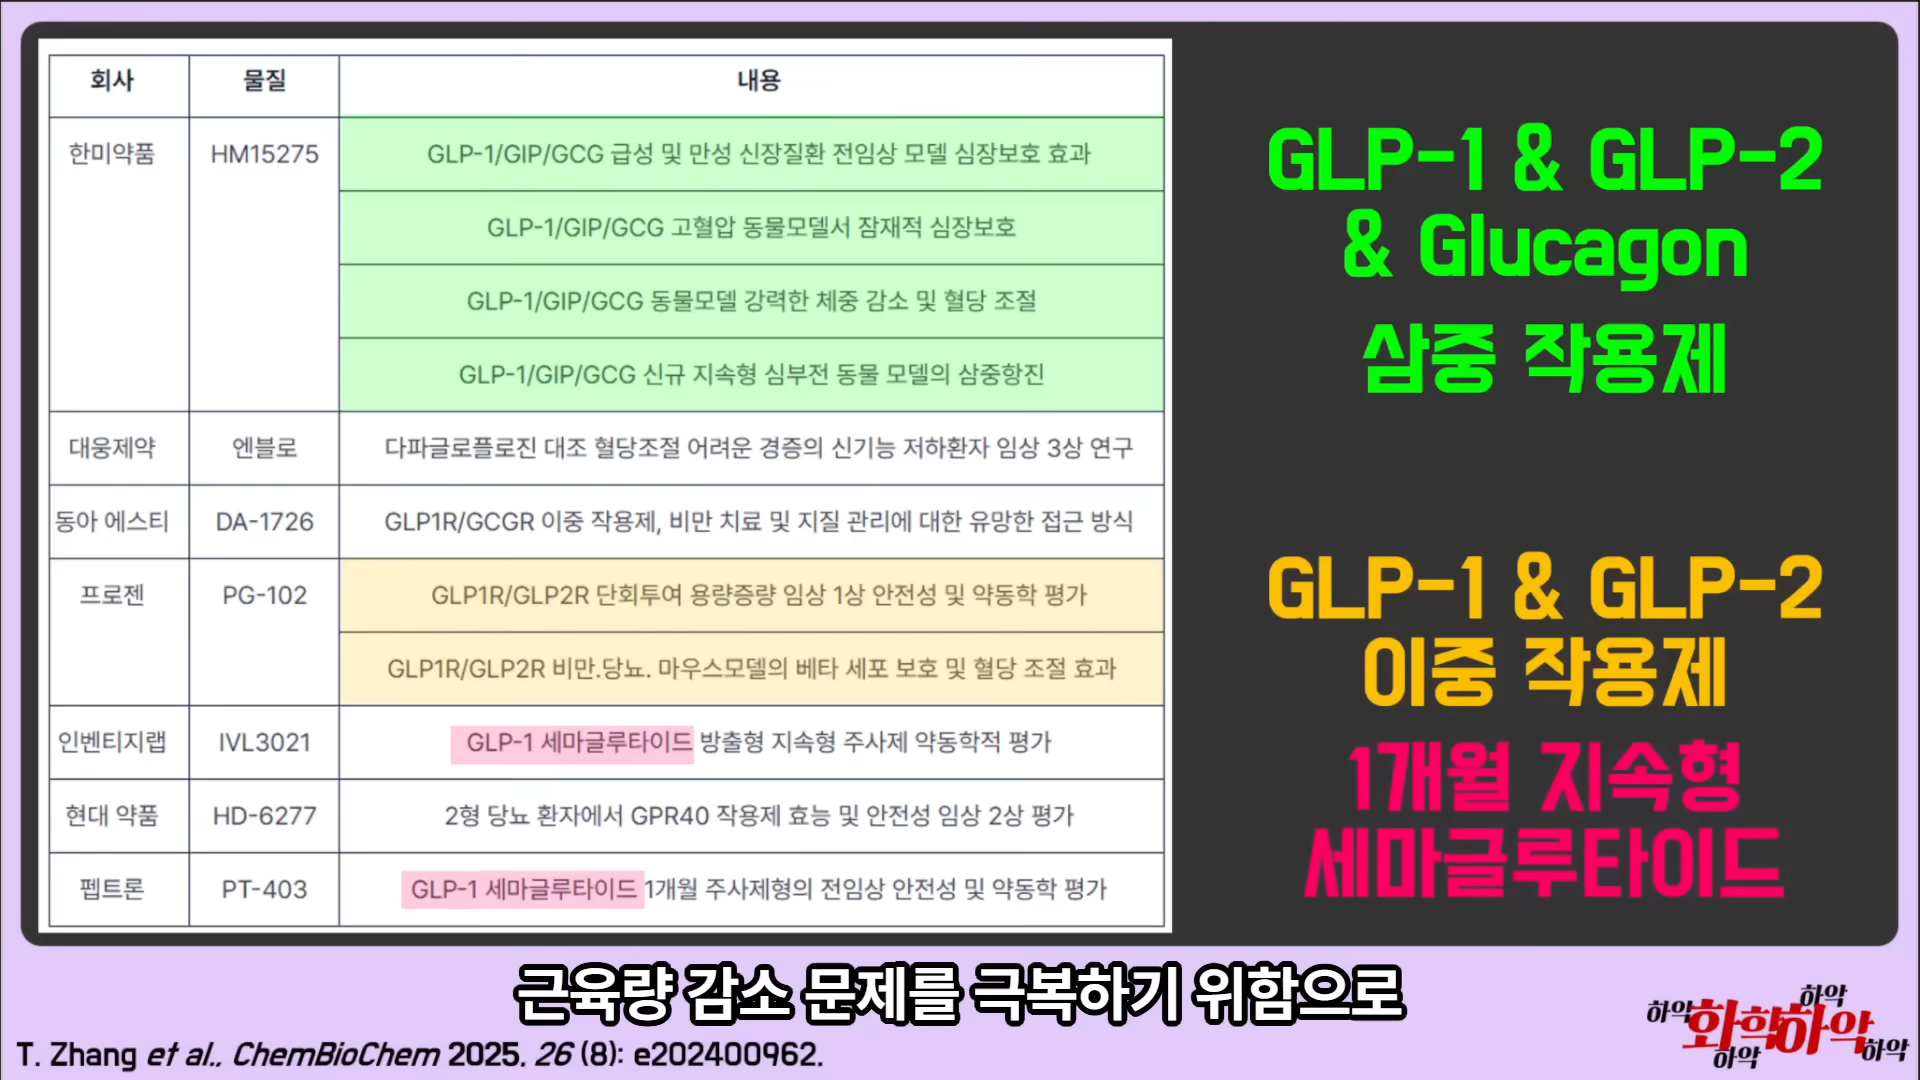 회사 물질 내용
한미약품 HM15275 GLP-1/GIP/GCG 급성 및 만성 신장질환 전임상 모델 심장보호 효과
GLP-1/GIP/GCG 고혈압 동물모델서 잠재적 심장보호
GLP-1/GIP/GCG 동물모델 강력한 체중 감소 및 혈당 조절
GLP-1/GIP/GCG 신규 지속형 심부전 동물 모델의 삼중항진
대웅제약 엔블로 다파글로플로진 대조 혈당조절 어려운 경증의 신기능 저하환자 임상 3상 연구
동아 에스티 DA-1726 GLP1R/GCGR 이중 작용제, 비만 치료 및 지질 관리에 대한 유망한 접근 방식
프로젠 PG-102 GLP1R/GLP2R 단회투여 용량증량 임상 1상 안전성 및 약동학 평가
GLP1R/GLP2R 비만.당뇨. 마우스모델의 베타 세포 보호 및 혈당 조절 효과
인벤티지랩 IVL3021 GLP-1 세마글루타이드 방출형 지속형 주사제 약동학적 평가
현대 약품 HD-6277 2형 당뇨 환자에서 GPR40 작용제 효능 및 안전성 임상 2상 평가
펩트론 PT-403 GLP-1 세마글루타이드 1개월 주사제형의 전임상 안전성 및 약동학 평가
GLP-1 & GLP-2
& Glucagon
삼중 작용제
GLP-1 & GLP-2
이중 작용제
1개월 지속형
세마글루타이드
근육량 감소 문제를 극복하기 위함으로
T. Zhang et al., ChemBioChem 2025, 26 (8): e202400962.
하악
하악
화학하악
하악
하악